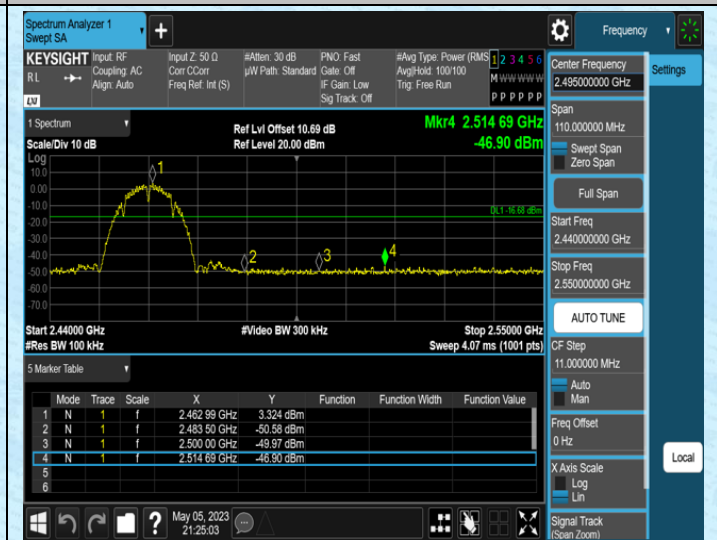 Spectrum Analyzer 1
Swept SA
Frequency
KEYSIGHT
RL
LXI
Input: RF
Coupling: AC
Align: Auto
Input Z: 50 Ω
Corr CCorr
Freq Ref: Int (S)
#Atten: 30 dB
µW Path: Standard
PNO: Fast
Gate: Off
IF Gain: Low
Sig Track: Off
#Avg Type: Power (RMS
Avg|Hold: 100/100
Trig: Free Run
1 2 3 4 5 6
M W W W W W
P P P P P P
1 Spectrum
Scale/Div 10 dB
Ref Lvl Offset 10.69 dB
Ref Level 20.00 dBm
Mkr4 2.514 69 GHz
-46.90 dBm
Log
10.0
0.00
-10.0
-20.0
-30.0
-40.0
-50.0
-60.0
-70.0
1
2
3
4
DL1 -16.68 dBm
Start 2.44000 GHz
#Video BW 300 kHz
Stop 2.55000 GHz
#Res BW 100 kHz
Sweep 4.07 ms (1001 pts)
5 Marker Table
Mode Trace Scale X Y Function Function Width Function Value
1 N 1 f 2.462 99 GHz 3.324 dBm
2 N 1 f 2.483 50 GHz -50.58 dBm
3 N 1 f 2.500 00 GHz -49.97 dBm
4 N 1 f 2.514 69 GHz -46.90 dBm
5
6
?
May 05, 2023
21:25:03
Center Frequency
2.495000000 GHz
Settings
Span
110.000000 MHz
Swept Span
Zero Span
Full Span
Start Freq
2.440000000 GHz
Stop Freq
2.550000000 GHz
AUTO TUNE
CF Step
11.000000 MHz
Auto
Man
Freq Offset
0 Hz
Local
X Axis Scale
Log
Lin
Signal Track
(Span Zoom)